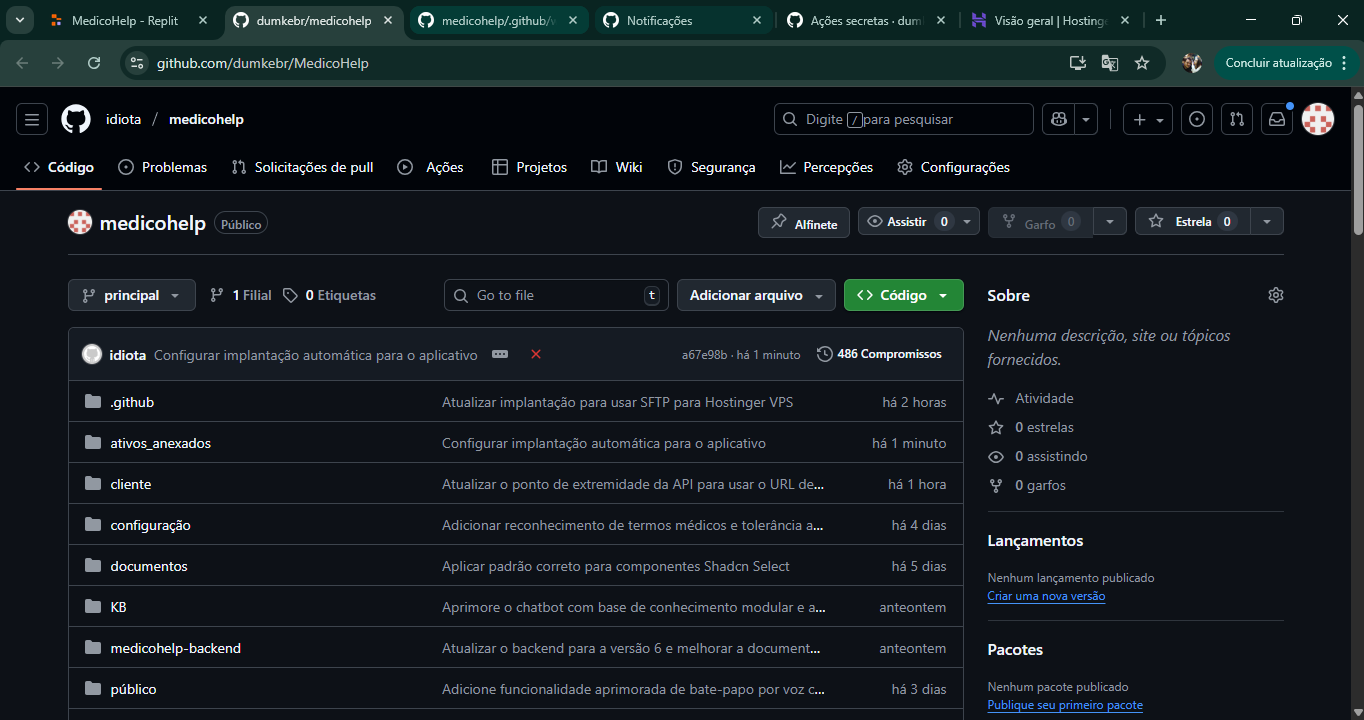 MedicoHelp - Replit
dumkebr/medicohelp
medicohelp/.github/
Notificações
Ações secretas · dum
Visão geral | Hostinge
github.com/dumkebr/MedicoHelp
Concluir atualização
idiota / medicohelp
Digite / para pesquisar
Código
Problemas
Solicitações de pull
Ações
Projetos
Wiki
Segurança
Percepções
Configurações
medicohelp
Público
Alfinete
Assistir 0
Garfo 0
Estrela 0
principal
1 Filial
0 Etiquetas
Go to file
t
Adicionar arquivo
Código
idiota Configurar implantação automática para o aplicativo
a67e98b · há 1 minuto
486 Compromissos
.github Atualizar implantação para usar SFTP para Hostinger VPS há 2 horas
ativos_anexados Configurar implantação automática para o aplicativo há 1 minuto
cliente Atualizar o ponto de extremidade da API para usar o URL de... há 1 hora
configuração Adicionar reconhecimento de termos médicos e tolerância a... há 4 dias
documentos Aplicar padrão correto para componentes Shadcn Select há 5 dias
KB Aprimore o chatbot com base de conhecimento modular e a... anteontem
medicohelp-backend Atualizar o backend para a versão 6 e melhorar a document... anteontem
público Adicione funcionalidade aprimorada de bate-papo por voz c... há 3 dias
Sobre
Nenhuma descrição, site ou tópicos
fornecidos.
Atividade
0 estrelas
0 assistindo
0 garfos
Lançamentos
Nenhum lançamento publicado
Criar uma nova versão
Pacotes
Nenhum pacote publicado
Publique seu primeiro pacote